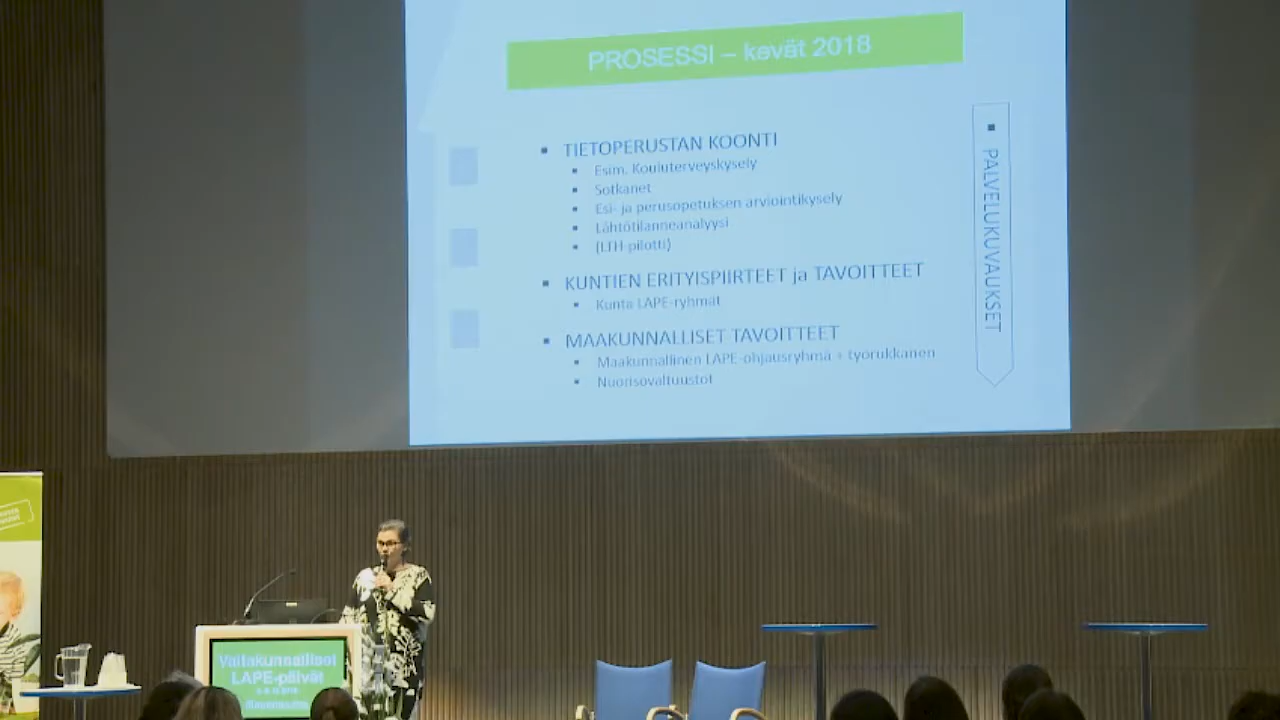 PROSESSI – kevät 2018
TIETOPERUSTAN KOONTI
Esim. Kouluterveyskysely
Sotkanet
Esi- ja perusopetuksen arviointikysely
Lähtötilanneanalyysi
(LTH-pilotti)
KUNTIEN ERITYISPIIRTEET ja TAVOITTEET
Kunta LAPE-ryhmät
MAAKUNNALLISET TAVOITTEET
Maakunnallinen LAPE-ohjausryhmä + työrukkanen
Nuorisovaltuustot
PALVELUKUVAUKSET
Valtakunnalliset
LAPE-päivät